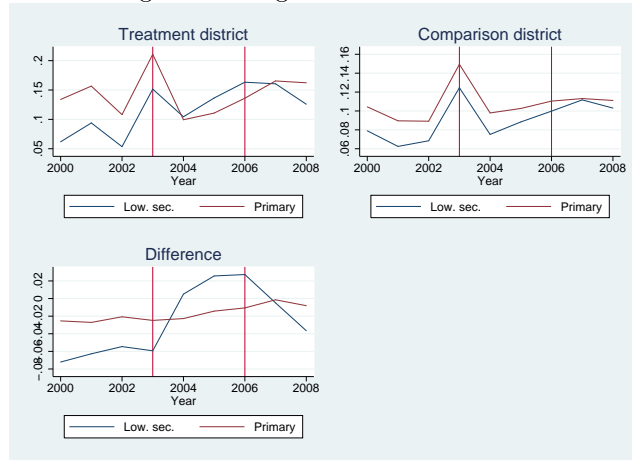 Treatment district
.2
.15
.1
.05
2000 2002 2004 2006 2008
Year
Low. sec. Primary
Comparison district
.06 .08 .1 .12 .14 .16
2000 2002 2004 2006 2008
Year
Low. sec. Primary
Difference
-.08 -.06 -.04 -.02 0 .02
2000 2002 2004 2006 2008
Year
Low. sec. Primary